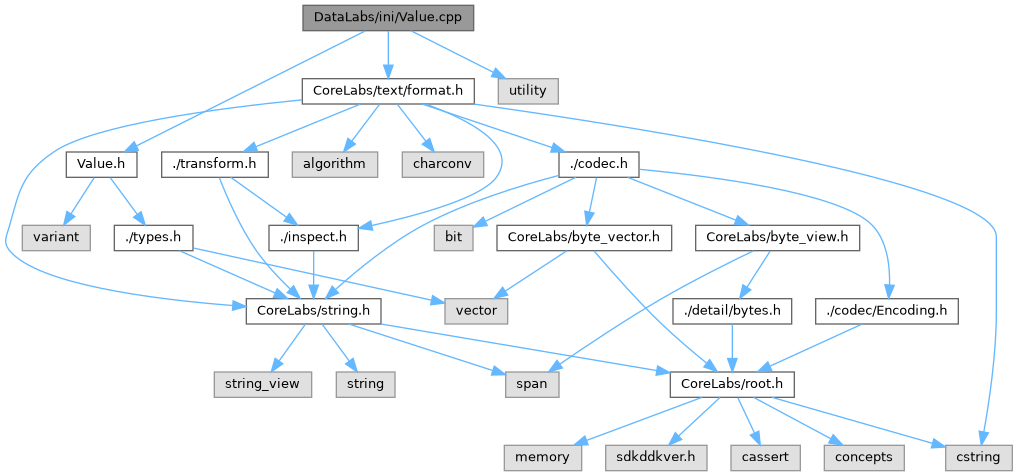 DataLabs/ini/Value.cpp
CoreLabs/text/format.h
utility
Value.h
./transform.h
algorithm
charconv
./codec.h
variant
./types.h
./inspect.h
bit
CoreLabs/byte_vector.h
CoreLabs/byte_view.h
CoreLabs/string.h
vector
./detail/bytes.h
./codec/Encoding.h
string_view
string
span
CoreLabs/root.h
memory
sdkddkver.h
cassert
concepts
cstring